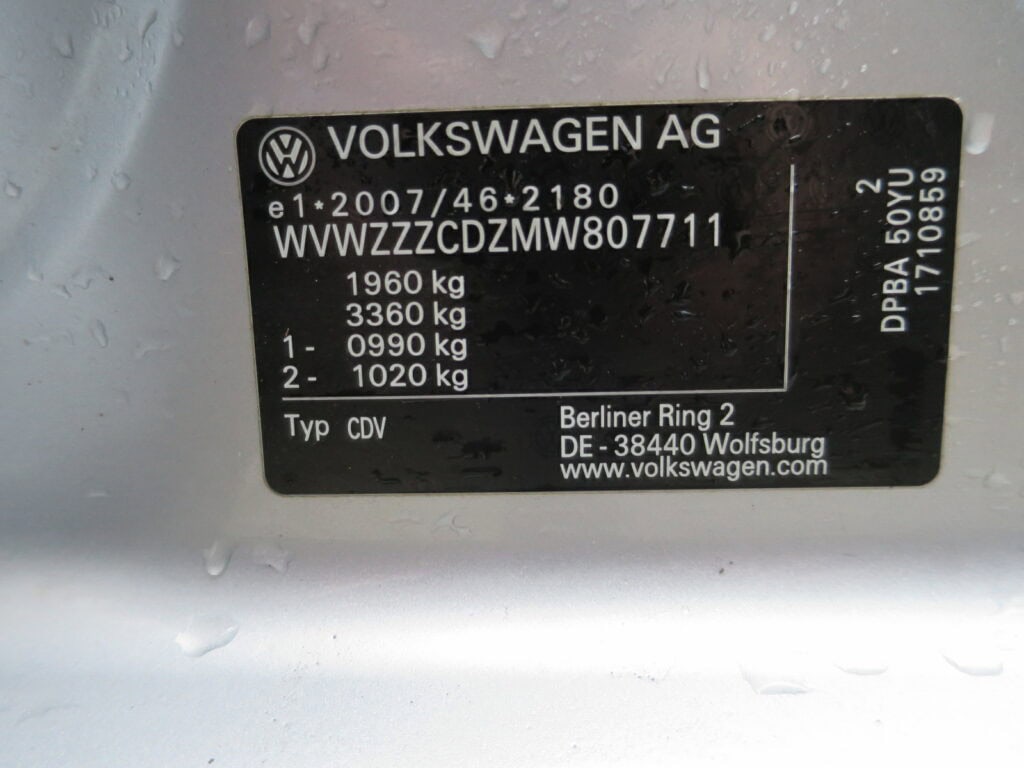 VOLKSWAGEN AG
e1*2007/46*2180
WVWZZZCDZMW807711
1960 kg
3360 kg
1 - 0990 kg
2 - 1020 kg
Typ CDV
Berliner Ring 2
DE - 38440 Wolfsburg
www.volkswagen.com
2
DPBA 50YU
1710859